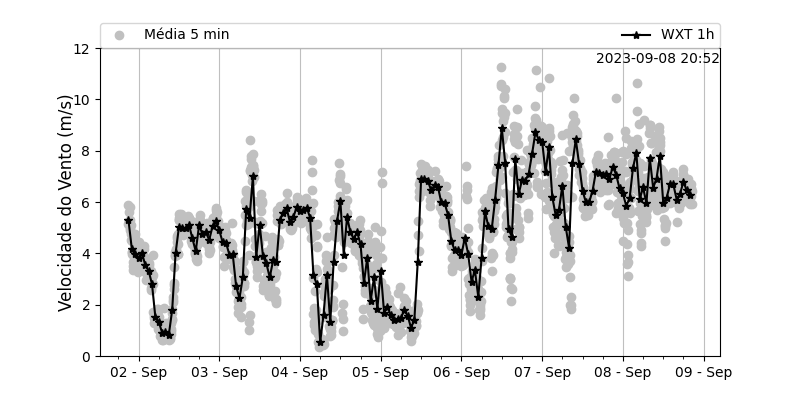 Média 5 min
WXT 1h
2023-09-08 20:52
Velocidade do Vento (m/s)
12
10
8
6
4
2
0
02 - Sep
03 - Sep
04 - Sep
05 - Sep
06 - Sep
07 - Sep
08 - Sep
09 - Sep